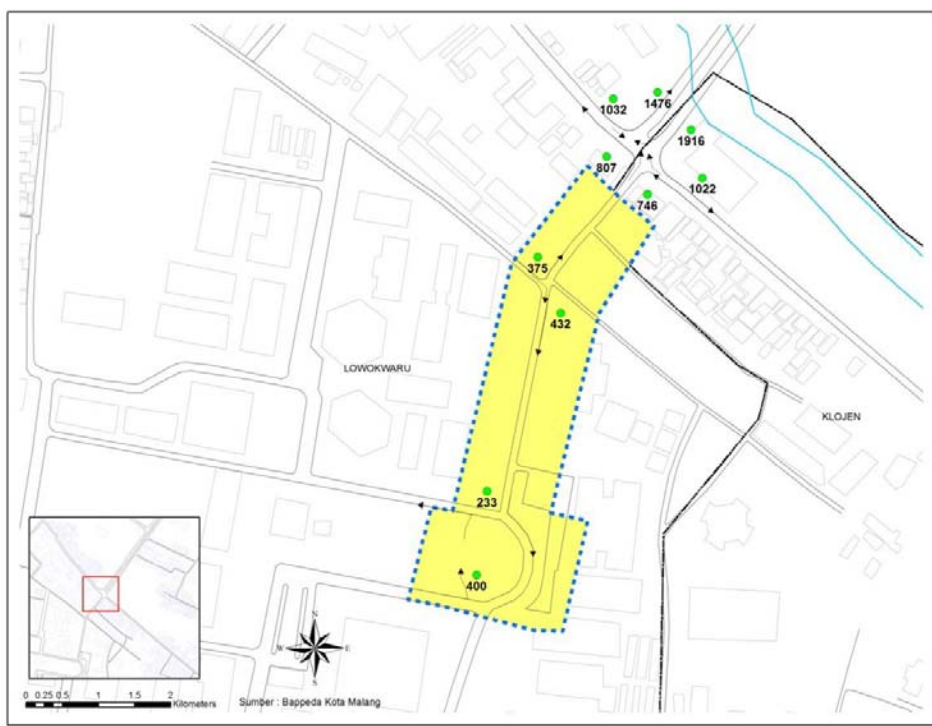 1032
1476
1916
807
1022
746
375
432
LOWOKWARU
KLOJEN
233
400
N
W
E
S
0 0.25 0.5 1 1 2
Kilometers
Sumber : Bappeda Kota Malang